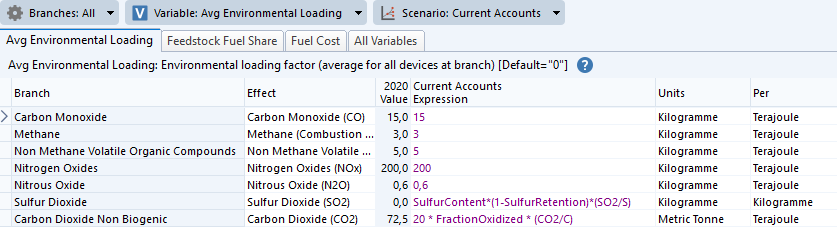 Branches: All Variable: Avg Environmental Loading Scenario: Current Accounts
Avg Environmental Loading Feedstock Fuel Share Fuel Cost All Variables
Avg Environmental Loading: Environmental loading factor (average for all devices at branch) [Default="0"] ?
2020 Current Accounts
Branch Effect Value Expression Units Per
Carbon Monoxide Carbon Monoxide (CO) 15,0 15 Kilogramme Terajoule
Methane Methane (Combustion ... 3,0 3 Kilogramme Terajoule
Non Methane Volatile Organic Compounds Non Methane Volatile ... 5,0 5 Kilogramme Terajoule
Nitrogen Oxides Nitrogen Oxides (NOx) 200,0 200 Kilogramme Terajoule
Nitrous Oxide Nitrous Oxide (N2O) 0,6 0,6 Kilogramme Terajoule
Sulfur Dioxide Sulfur Dioxide (SO2) 0,0 SulfurContent*(1-SulfurRetention)*(SO2/S) Kilogramme Kilogramme
Carbon Dioxide Non Biogenic Carbon Dioxide (CO2) 72,5 20 * FractionOxidized * (CO2/C) Metric Tonne Terajoule